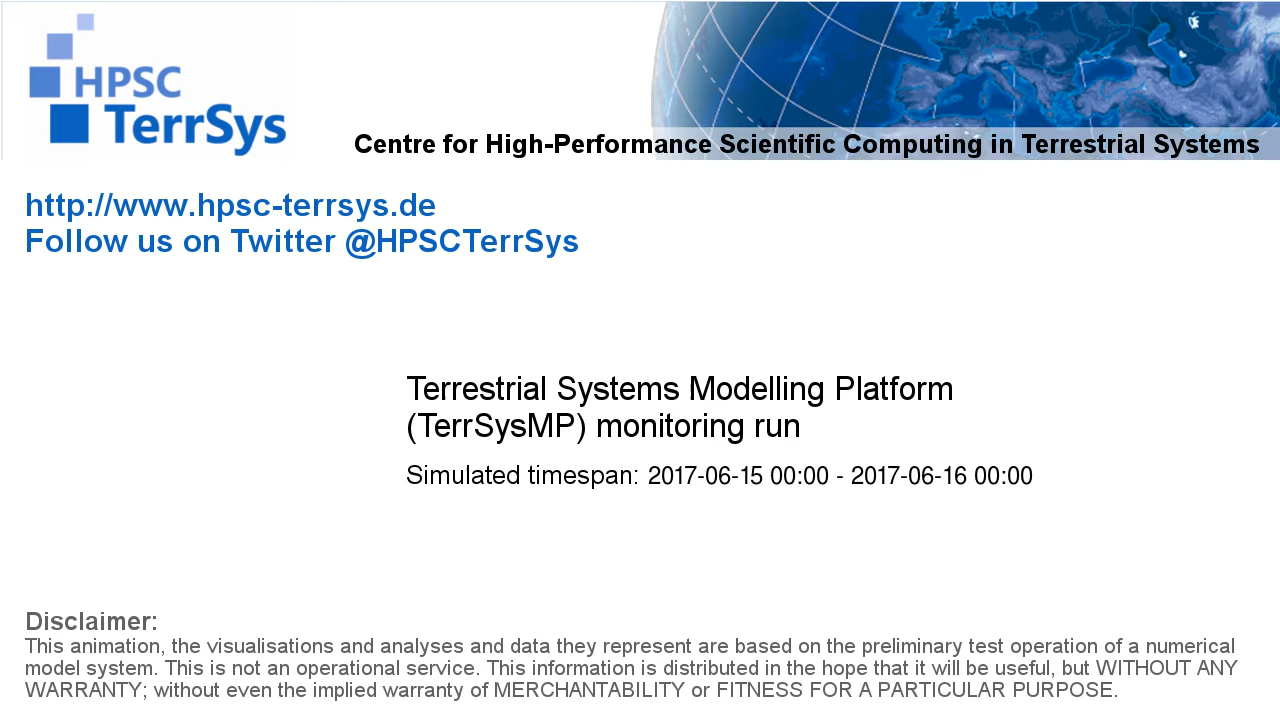 HPSC
TerrSys
Centre for High-Performance Scientific Computing in Terrestrial Systems
http://www.hpsc-terrsys.de
Follow us on Twitter @HPSCTerrSys
Terrestrial Systems Modelling Platform
(TerrSysMP) monitoring run
Simulated timespan: 2017-06-15 00:00 - 2017-06-16 00:00
Disclaimer:
This animation, the visualisations and analyses and data they represent are based on the preliminary test operation of a numerical
model system. This is not an operational service. This information is distributed in the hope that it will be useful, but WITHOUT ANY
WARRANTY; without even the implied warranty of MERCHANTABILITY or FITNESS FOR A PARTICULAR PURPOSE.